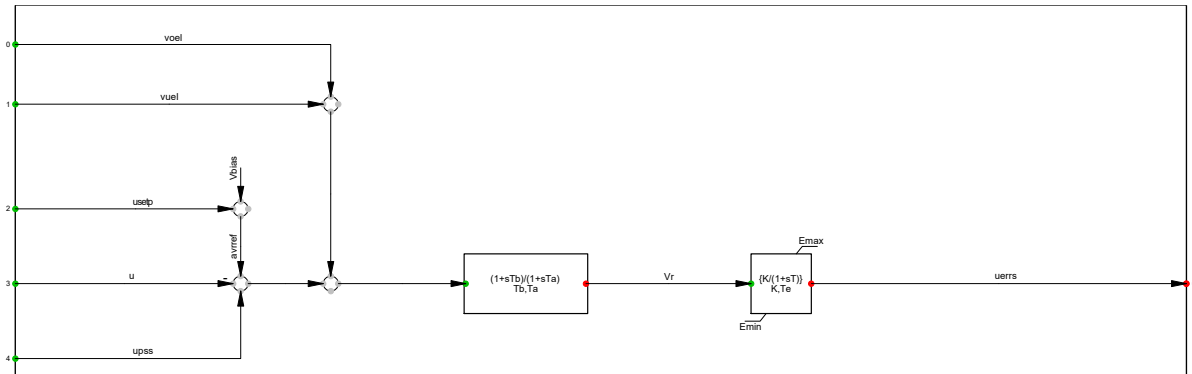 0
voel
1
vuel
Vbias
2
usetp
avrref
Emax
3
u
-
(1+sTb)/(1+sTa)
Tb,Ta
Vr
{K/(1+sT)}
K,Te
uerrs
Emin
4
upss